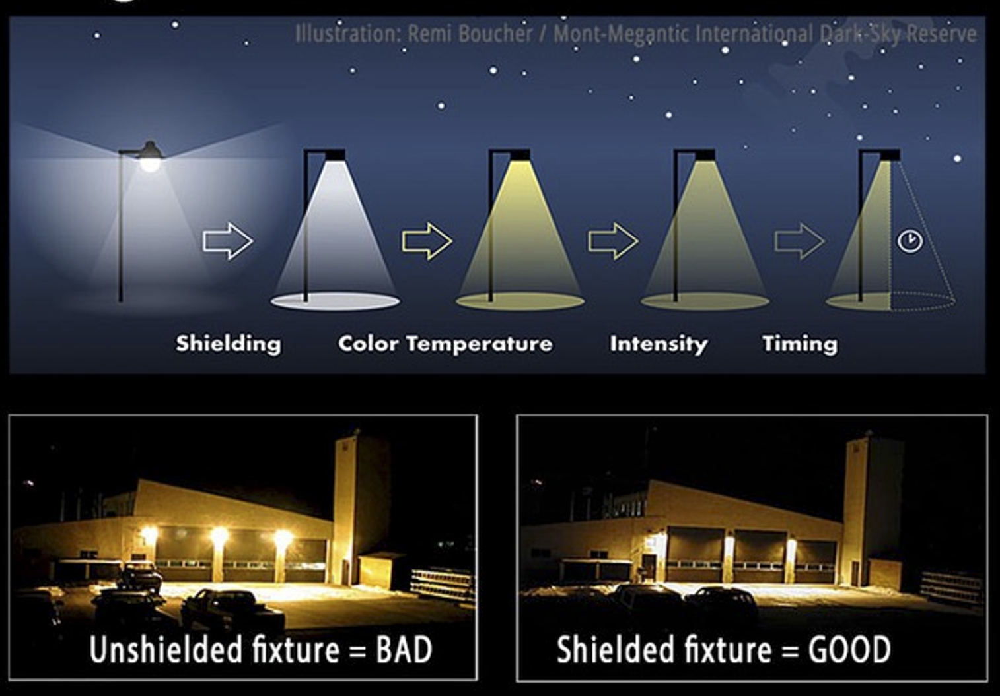 Illustration: Remi Boucher / Mont-Megantic International Dark-Sky Reserve
Shielding Color Temperature Intensity Timing
Unshielded fixture = BAD
Shielded fixture = GOOD